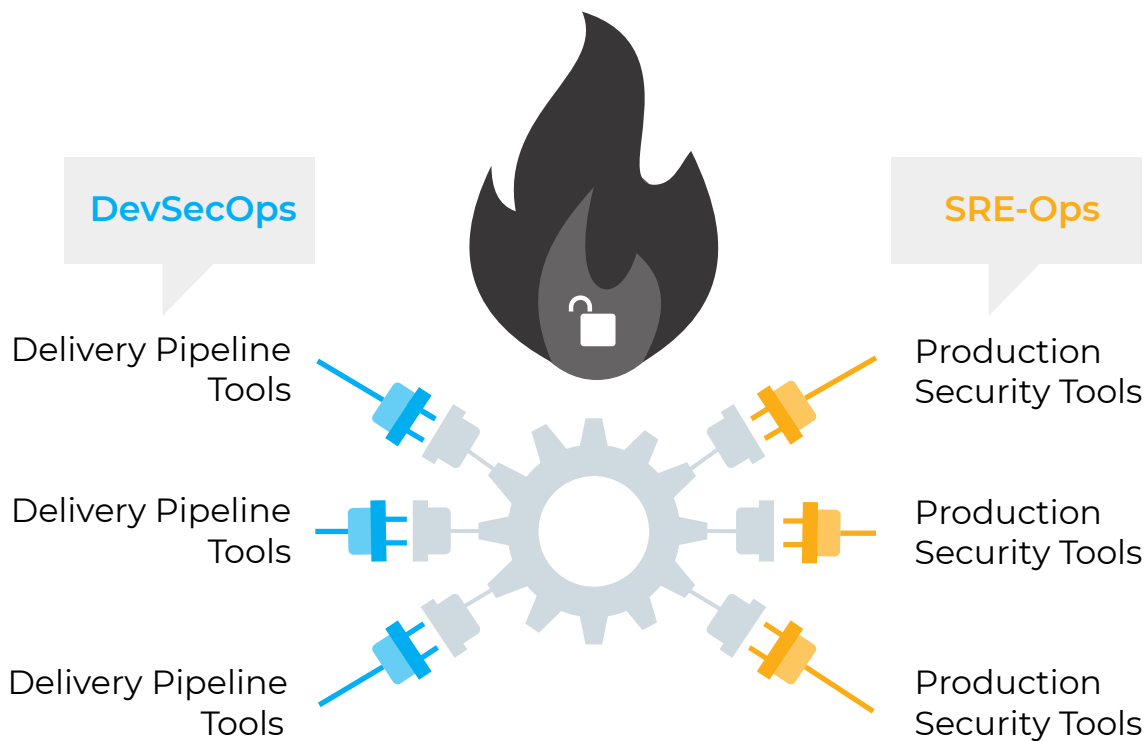 DevSecOps
SRE-Ops
Delivery Pipeline
Tools
Production
Security Tools
Delivery Pipeline
Tools
Production
Security Tools
Delivery Pipeline
Tools
Production
Security Tools